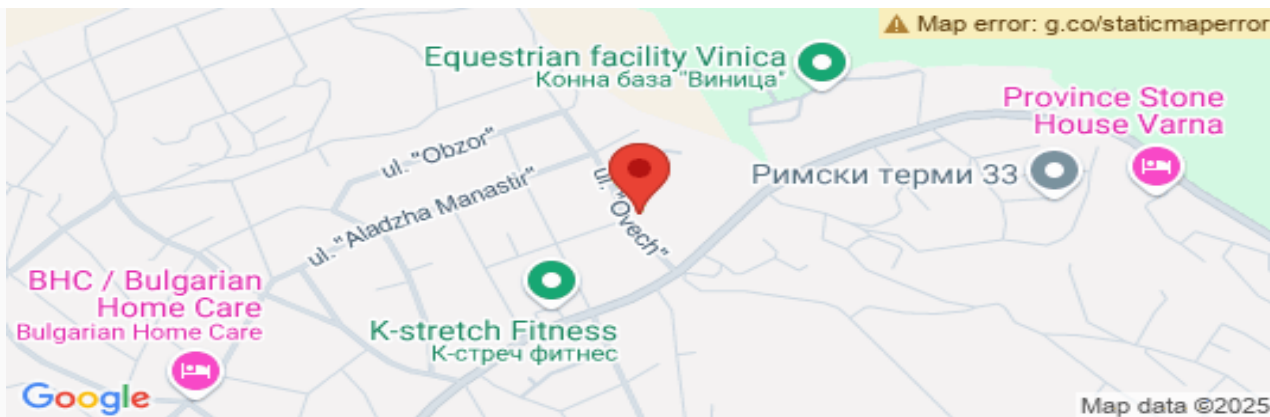 Map error: g.co/staticmaperror
Equestrian facility Vinica
Конна база "Виница"
Province Stone
House Varna
ul. "Obzor"
Римски терми 33
ul. "Aladzha Manastir"
ul. "Ovech"
BHC / Bulgarian
Home Care
Bulgarian Home Care
K-stretch Fitness
К-стреч фитнес
Google
Map data ©2025